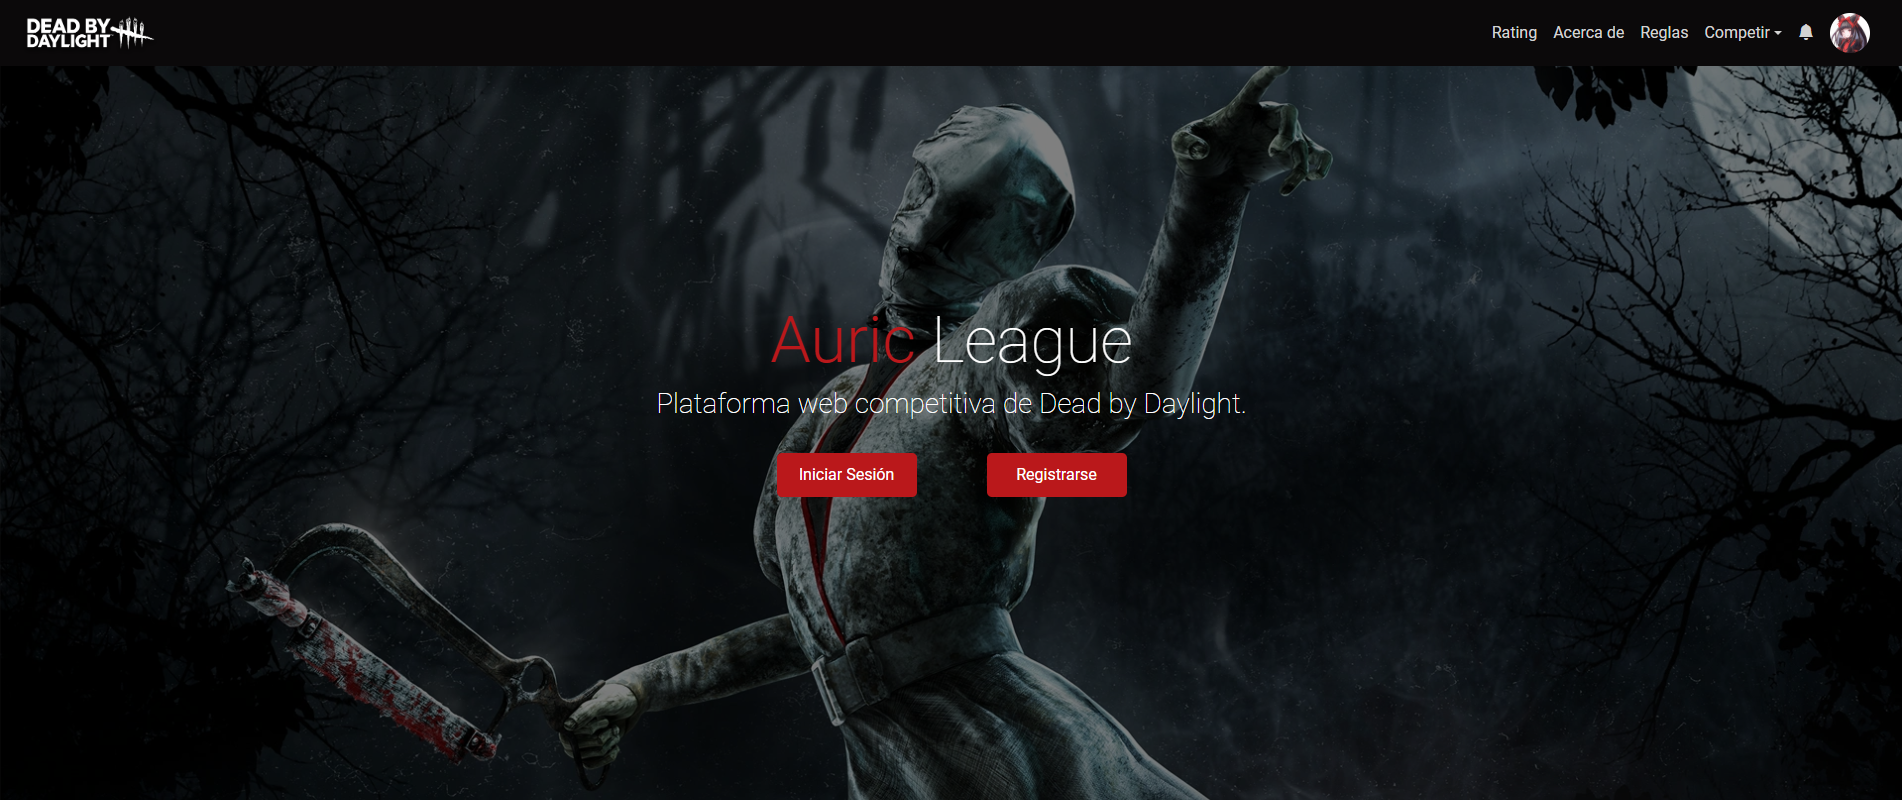 DEAD BY
DAYLIGHT
Rating Acerca de Reglas Competir
Auric League
Plataforma web competitiva de Dead by Daylight.
Iniciar Sesión Registrarse